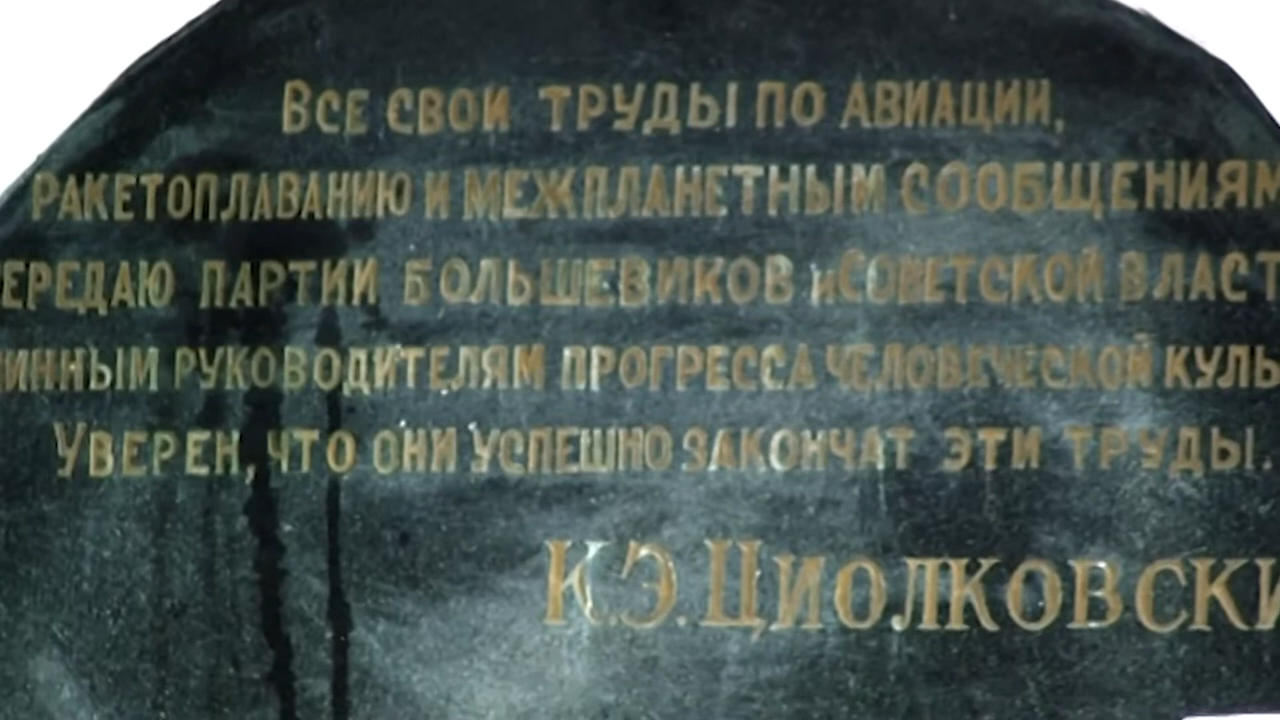 Все свои труды по авиации,
ракетоплаванию и межпланетным сообщениям
ередаю партии большевиков и Советской власт
инным руководителям прогресса человеческой куль
Уверен, что они успешно закончат эти труды.
К.Э. Циолковски